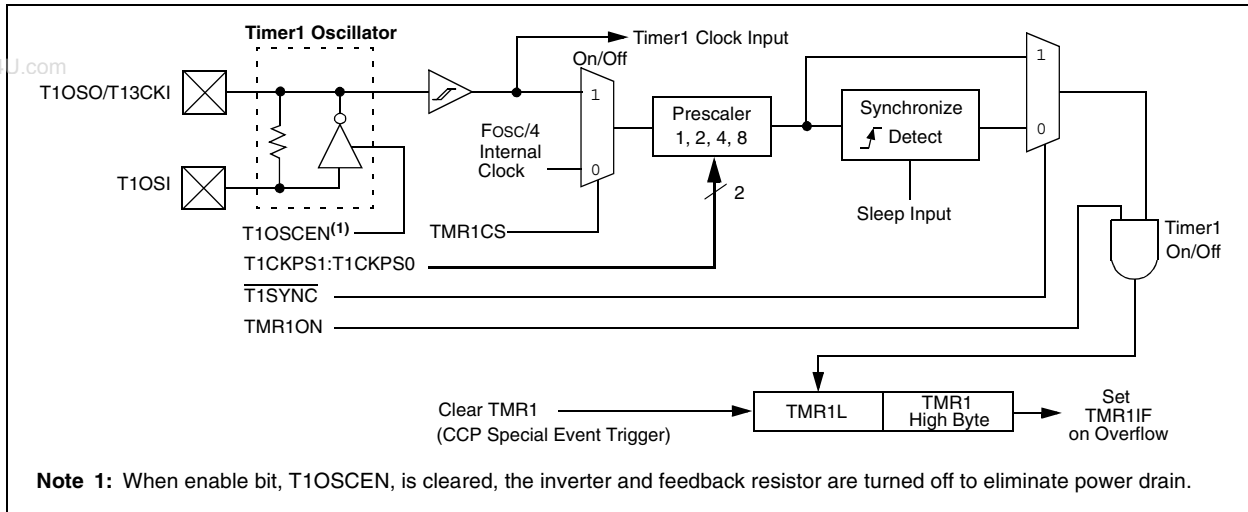 Timer1 Oscillator
4U.com
Timer1 Clock Input
On/Off
T1OSO/T13CKI
1
1
Prescaler
1, 2, 4, 8
Synchronize
Detect
FOSC/4
Internal
Clock
0
0
T1OSI
2
Sleep Input
T1OSCEN(1)
TMR1CS
Timer1
On/Off
T1CKPS1:T1CKPS0
T1SYNC
TMR1ON
Clear TMR1
(CCP Special Event Trigger)
TMR1L
TMR1
High Byte
Set
TMR1IF
on Overflow
Note 1: When enable bit, T1OSCEN, is cleared, the inverter and feedback resistor are turned off to eliminate power drain.